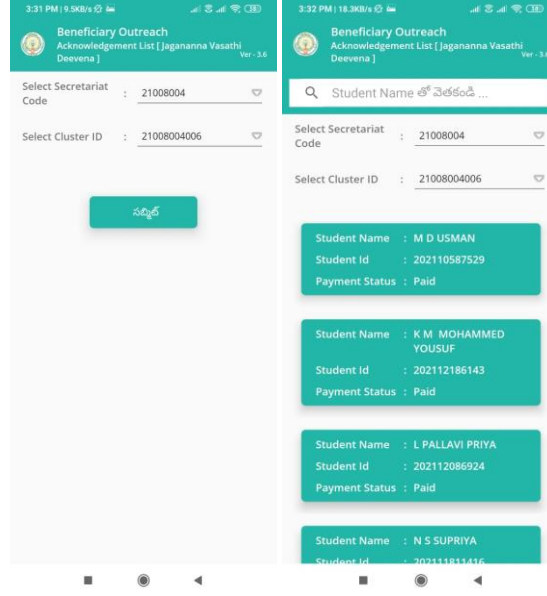 3:31 PM | 9.5KB/s
Beneficiary Outreach
Acknowledgement List [ Jagananna Vasathi
Deevena ]
Ver - 3.6
Select Secretariat
Code
: 21008004
Select Cluster ID : 21008004006
సబ్మిట్
3:32 PM | 18.3KB/s
Beneficiary Outreach
Acknowledgement List [ Jagananna Vasathi
Deevena ]
Ver - 3.6
Student Name తో వెతకండి ...
Select Secretariat
Code
: 21008004
Select Cluster ID : 21008004006
Student Name : M D USMAN
Student Id : 202110587529
Payment Status : Paid
Student Name : K M MOHAMMED
YOUSUF
Student Id : 202112186143
Payment Status : Paid
Student Name : L PALLAVI PRIYA
Student Id : 202112086924
Payment Status : Paid
Student Name : N S SUPRIYA
Student Id : 202111811416